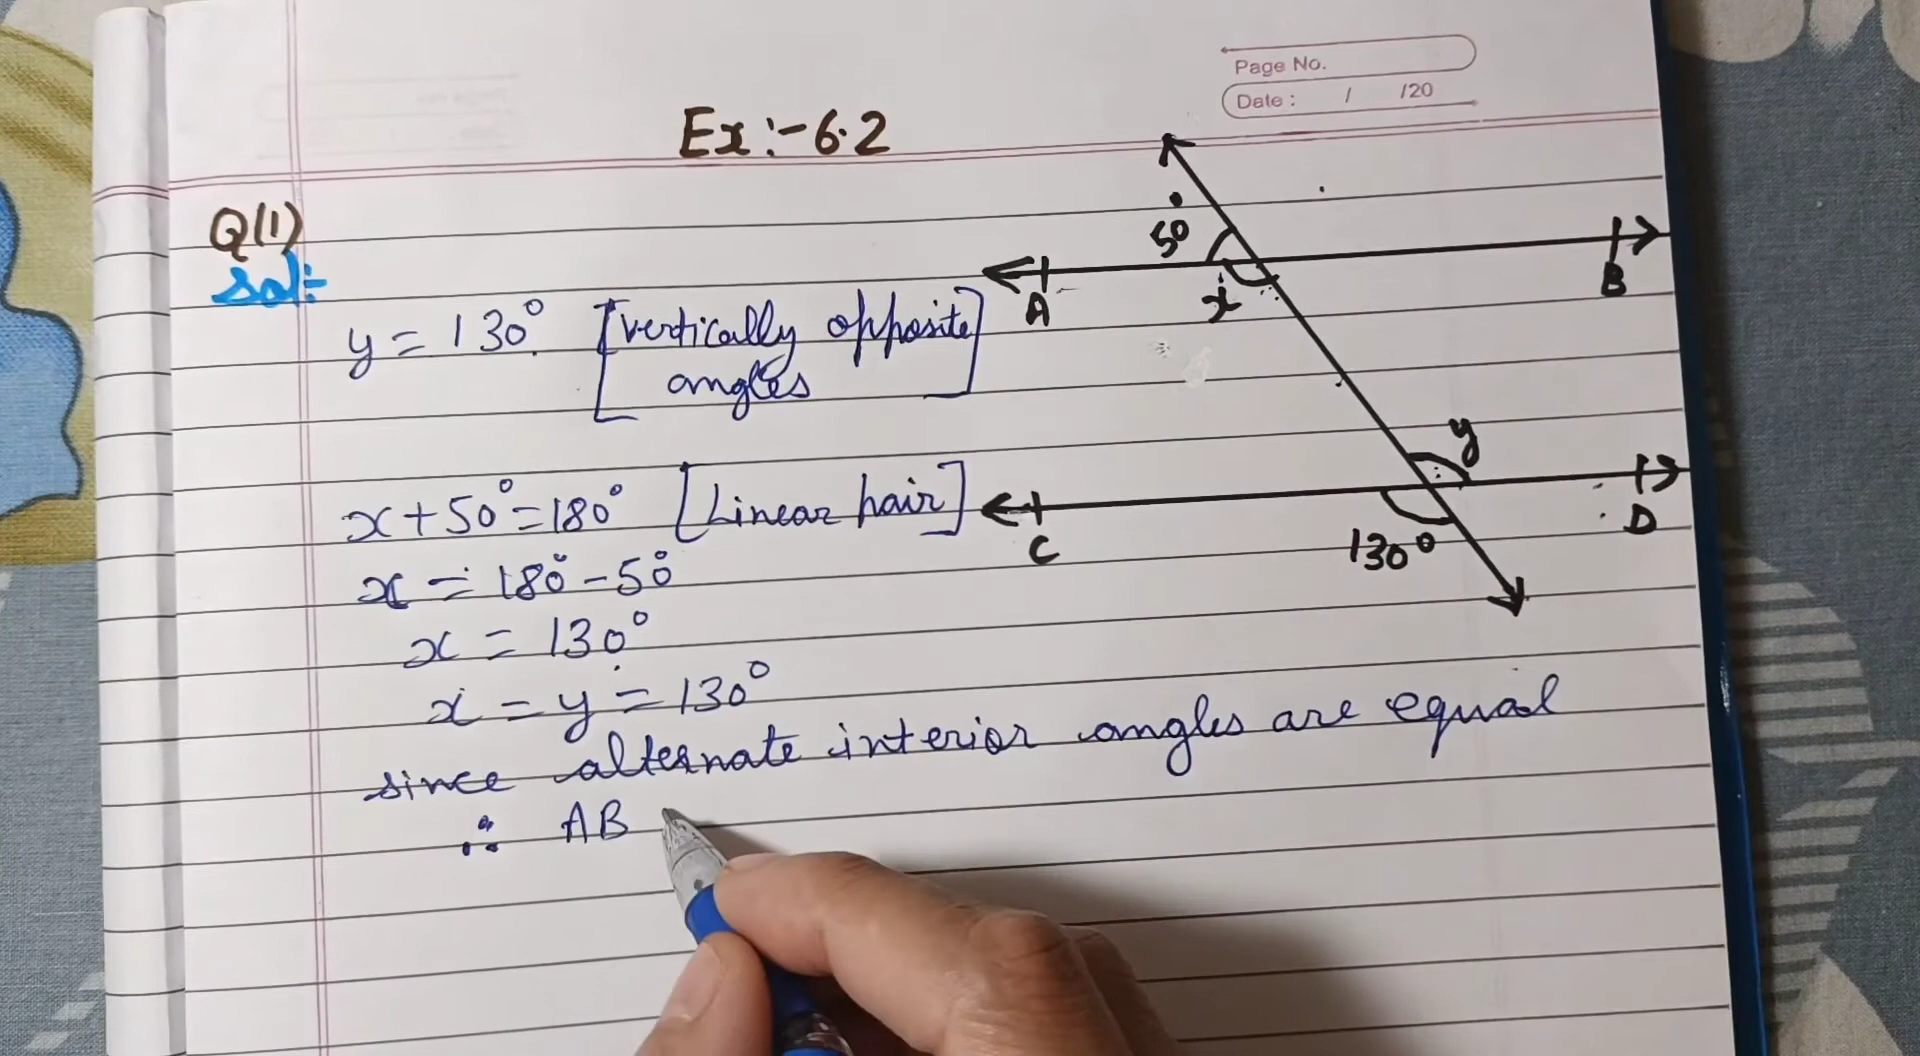 Page No.
Date : / /20
Ex:-6.2
Q(1)
Sol:-
y = 130° [vertically opposite
angles]
x + 50° = 180° [Linear pair]
x = 180° - 50°
x = 130°
x = y = 130°
since alternate interior angles are equal
∴ AB
50°
A
x
B
y
C
130°
D